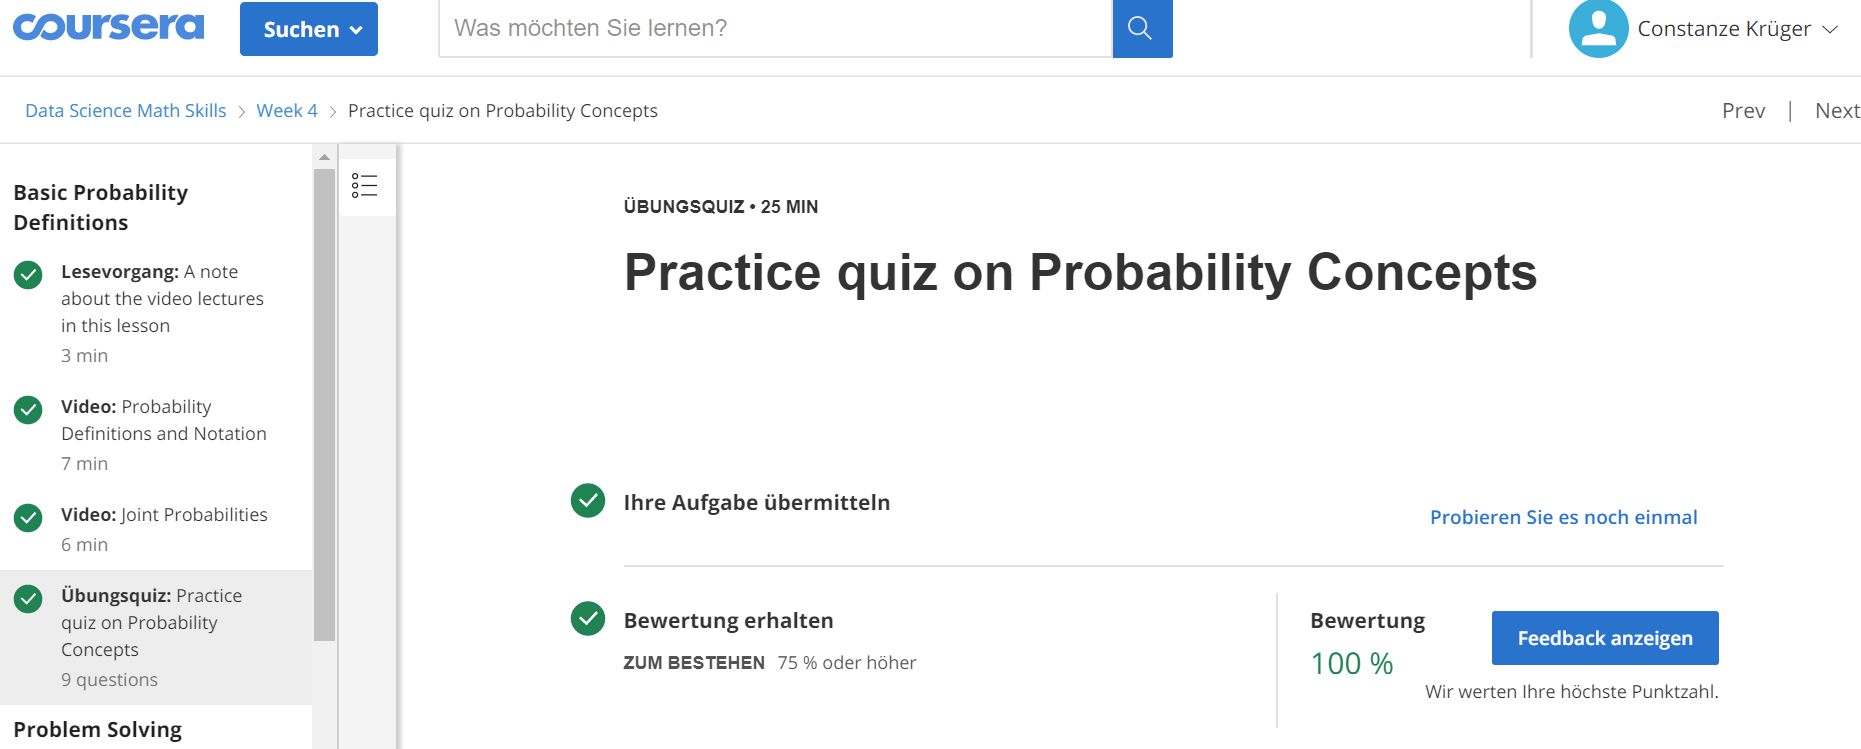 coursera
Suchen
Was möchten Sie lernen?
Constanze Krüger
Data Science Math Skills > Week 4 > Practice quiz on Probability Concepts
Prev | Next
Basic Probability
Definitions
Lesevorgang: A note
about the video lectures
in this lesson
3 min
Video: Probability
Definitions and Notation
7 min
Video: Joint Probabilities
6 min
Übungsquiz: Practice
quiz on Probability
Concepts
9 questions
Problem Solving
ÜBUNGSQUIZ • 25 MIN
Practice quiz on Probability Concepts
Ihre Aufgabe übermitteln
Probieren Sie es noch einmal
Bewertung erhalten
ZUM BESTEHEN 75 % oder höher
Bewertung
100 %
Feedback anzeigen
Wir werten Ihre höchste Punktzahl.